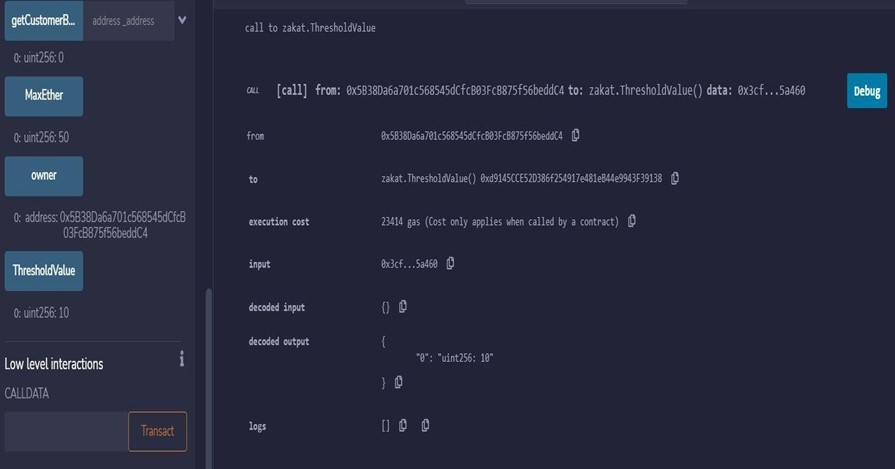 getCustomerB...
address _address
0: uint256: 0
MaxEther
0: uint256: 50
owner
0: address: 0x5B38Da6a701c568545dCfcB
03FcB875f56beddC4
ThresholdValue
0: uint256: 10
Low level interactions
CALLDATA
Transact
call to zakat.ThresholdValue
CALL [call] from: 0x5B38Da6a701c568545dCfcB03FcB875f56beddC4 to: zakat.ThresholdValue() data: 0x3cf...5a460
Debug
from 0x5B38Da6a701c568545dCfcB03FcB875f56beddC4
to zakat.ThresholdValue() 0xd9145CCE52D386f254917e481eB44e9943F39138
execution cost 23414 gas (Cost only applies when called by a contract)
input 0x3cf...5a460
decoded input {}
decoded output {
"0": "uint256: 10"
}
logs []